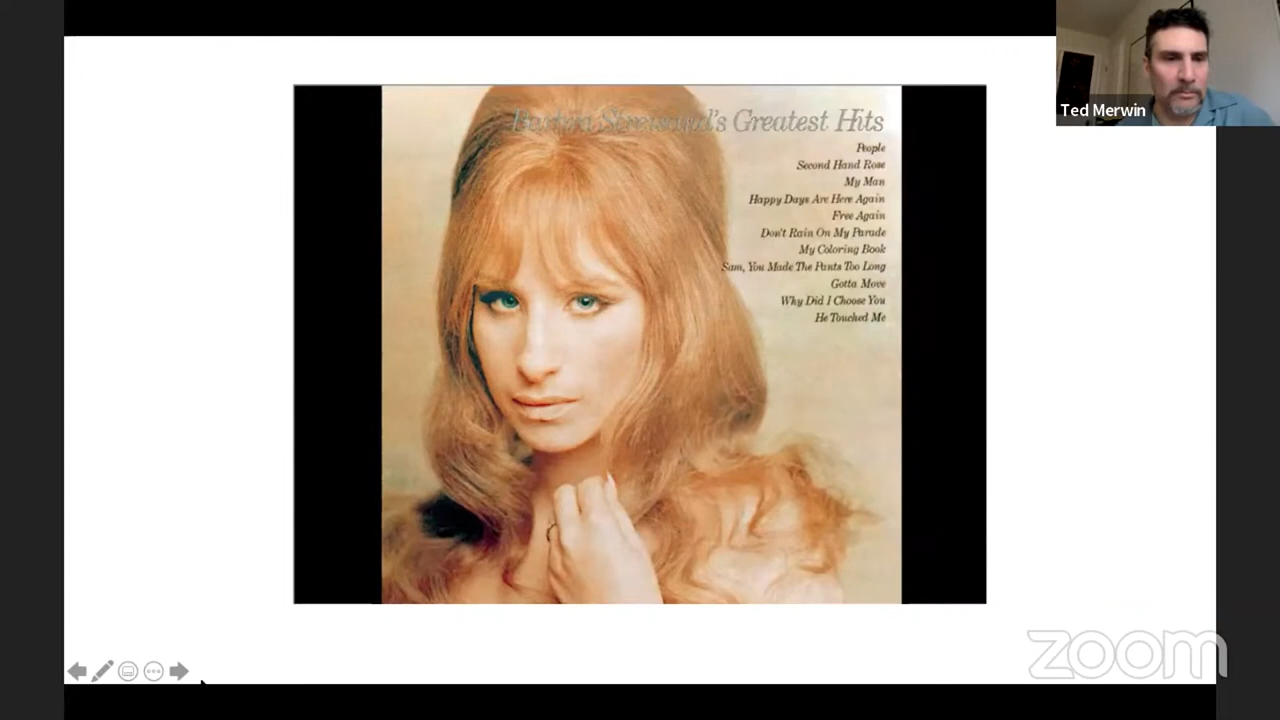 Barbra Streisand's Greatest Hits
People
Second Hand Rose
My Man
Happy Days Are Here Again
Free Again
Don't Rain On My Parade
My Coloring Book
Sam, You Made The Pants Too Long
Gotta Move
Why Did I Choose You
He Touched Me
Ted Merwin
zoom